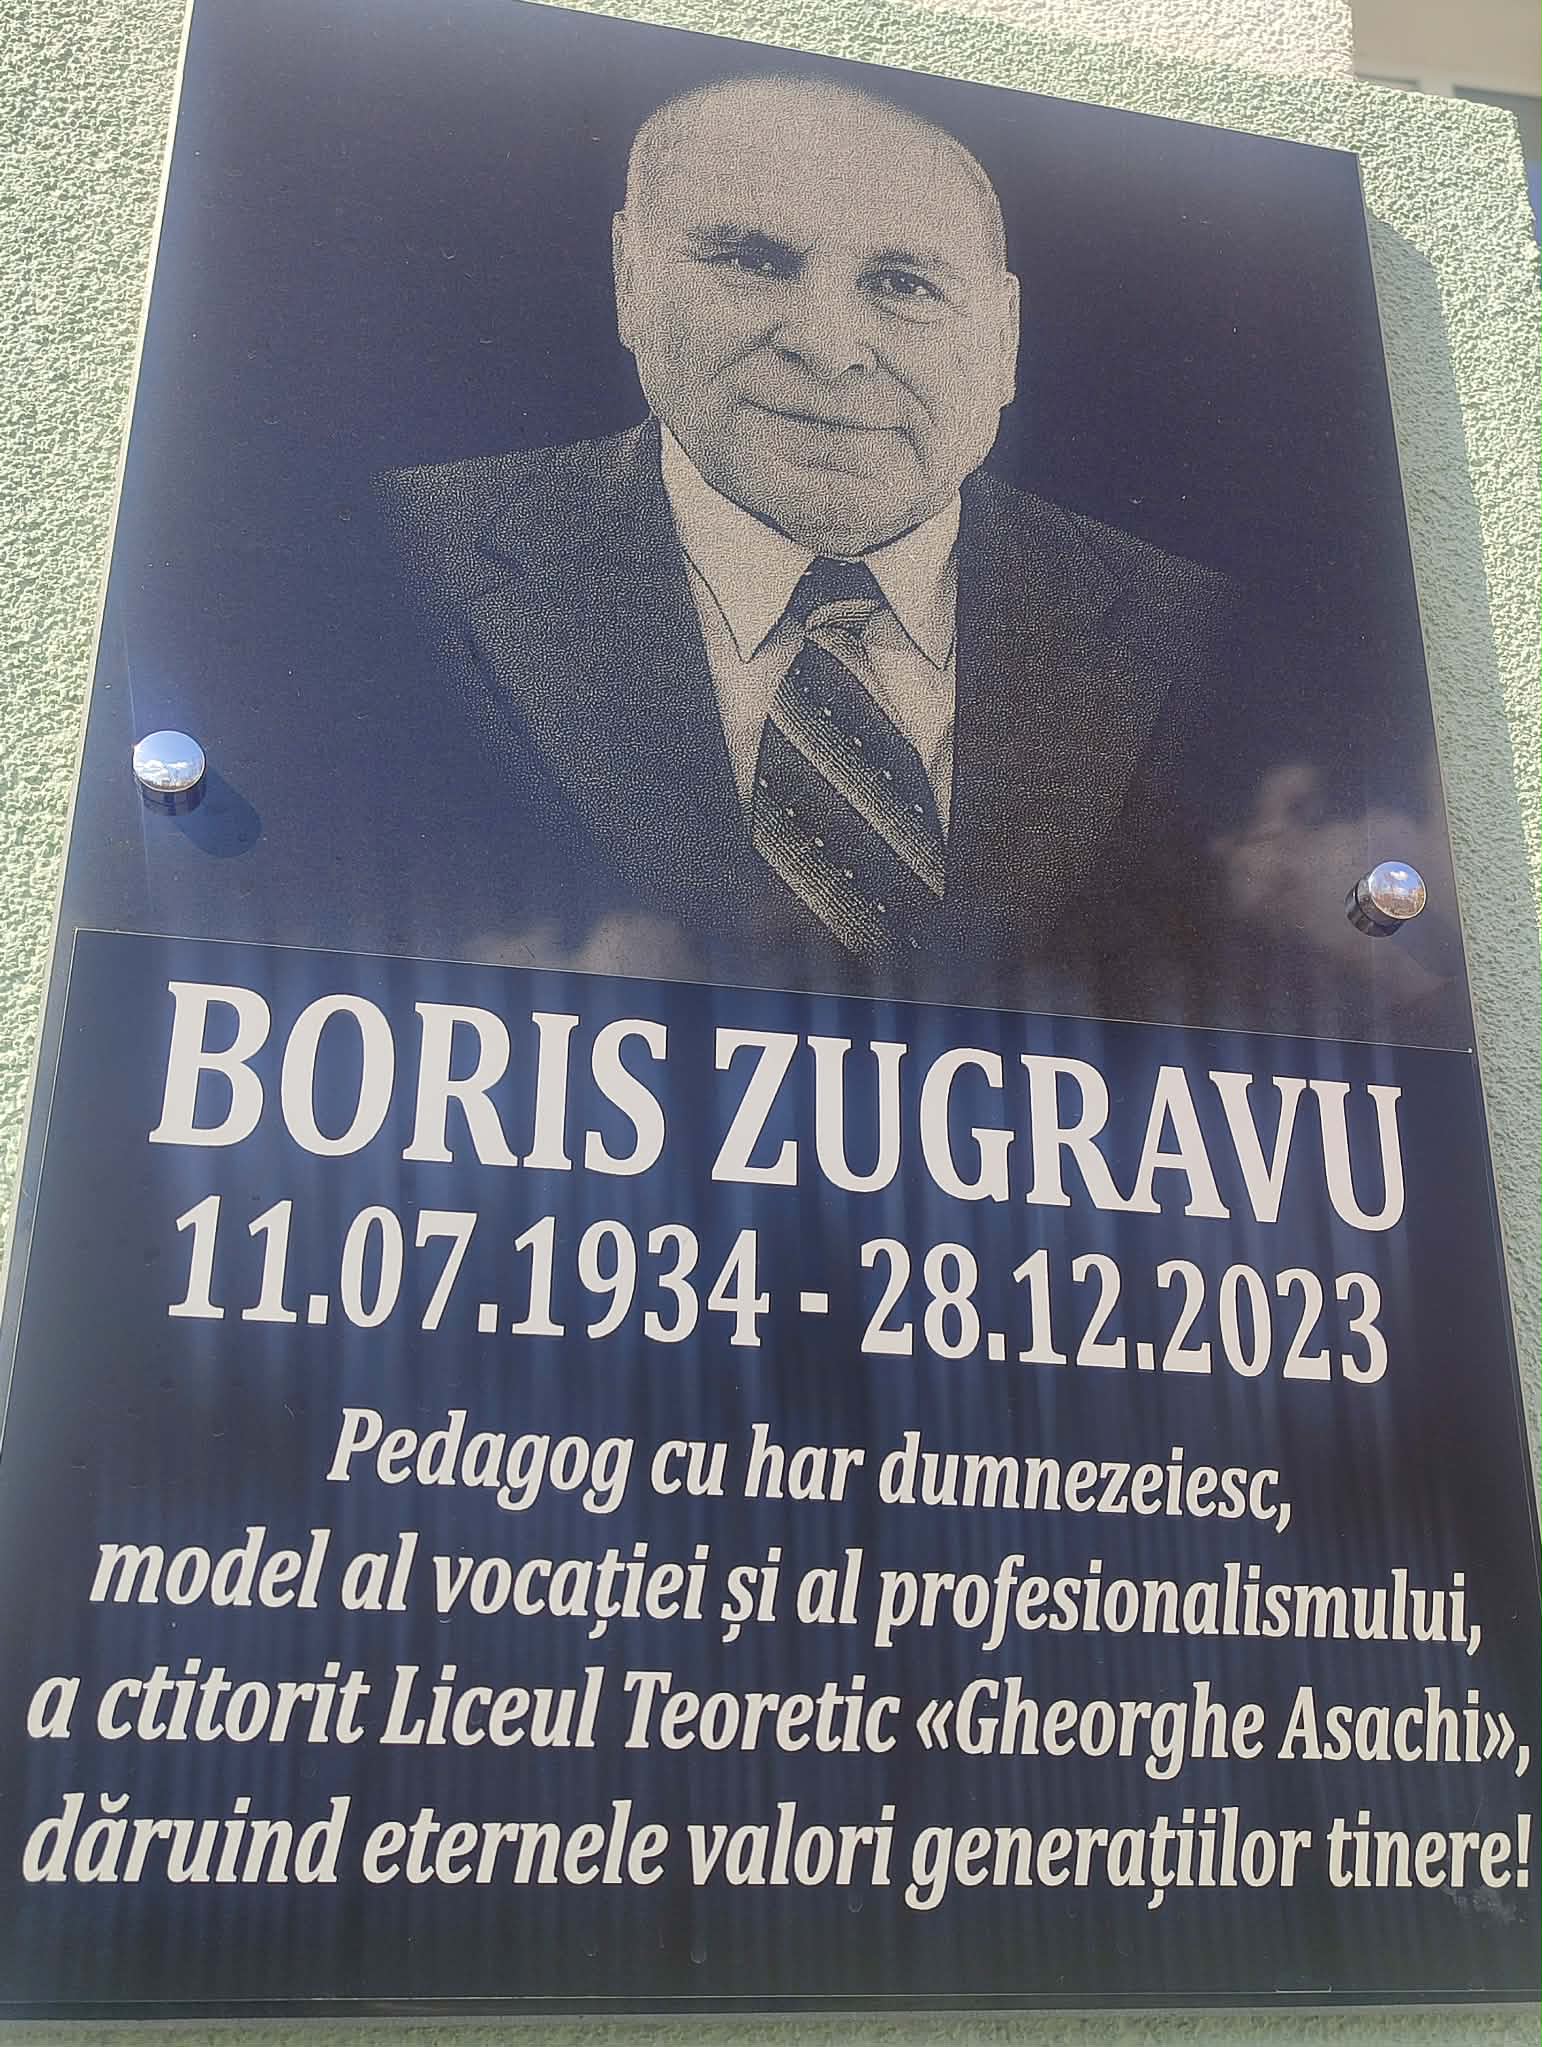 BORIS ZUGRAVU
11.07.1934 - 28.12.2023
Pedagog cu har dumnezeiesc,
model al vocației și al profesionalismului,
a ctitorit Liceul Teoretic «Gheorghe Asachi»,
dăruind eternele valori generațiilor tinere!